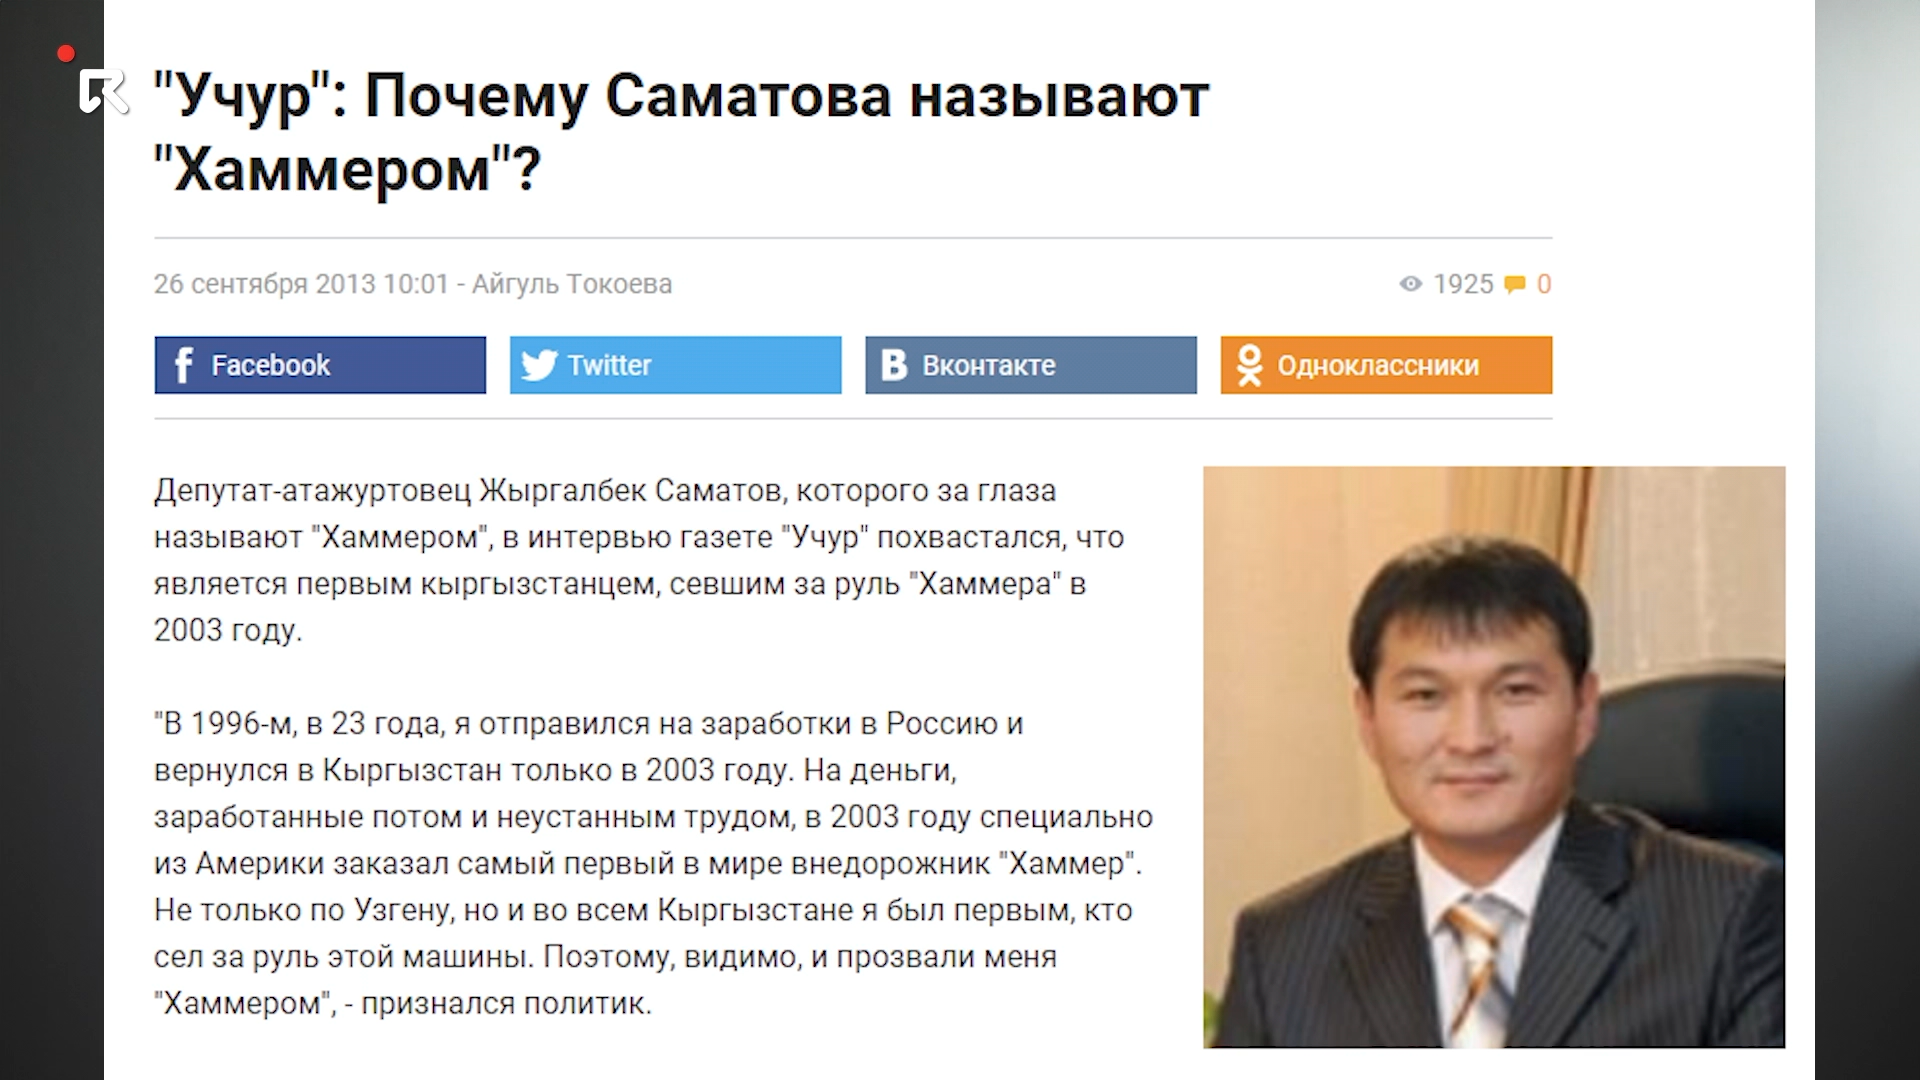 "Учур": Почему Саматова называют
"Хаммером"?
26 сентября 2013 10:01 - Айгуль Токоева
1925 0
Facebook
Twitter
Вконтакте
Одноклассники
Депутат-атажуртовец Жыргалбек Саматов, которого за глаза
называют "Хаммером", в интервью газете "Учур" похвастался, что
является первым кыргызстанцем, севшим за руль "Хаммера" в
2003 году.
"В 1996-м, в 23 года, я отправился на заработки в Россию и
вернулся в Кыргызстан только в 2003 году. На деньги,
заработанные потом и неустанным трудом, в 2003 году специально
из Америки заказал самый первый в мире внедорожник "Хаммер".
Не только по Узгену, но и во всем Кыргызстане я был первым, кто
сел за руль этой машины. Поэтому, видимо, и прозвали меня
"Хаммером", - признался политик.